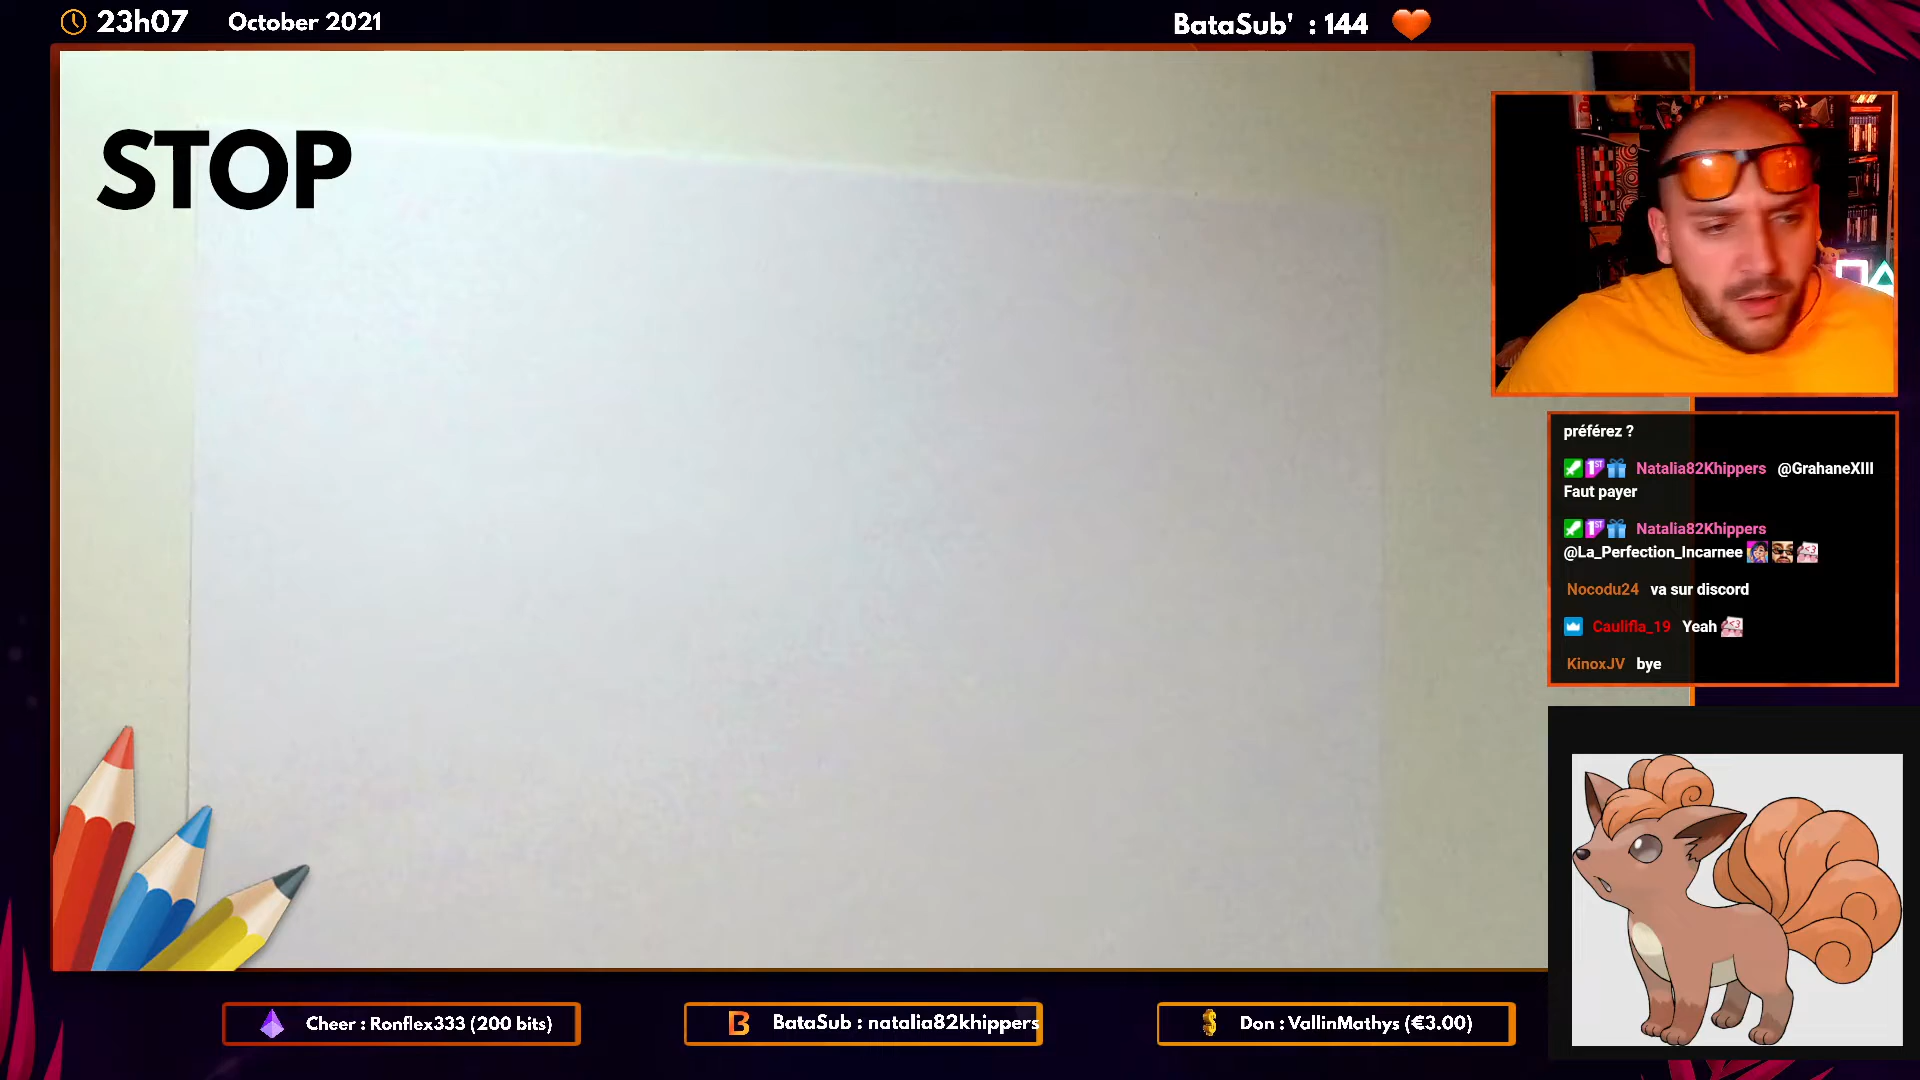 23h07 October 2021
BataSub' : 144
STOP
préférez ?
Natalia82Khippers @GrahaneXIII
Faut payer
Natalia82Khippers
@La_Perfection_Incarnee
Nocodu24 va sur discord
Caulifla_19 Yeah
KinoxJV bye
Cheer : Ronflex333 (200 bits)
BataSub : natalia82khippers
Don : VallinMathys (€3.00)